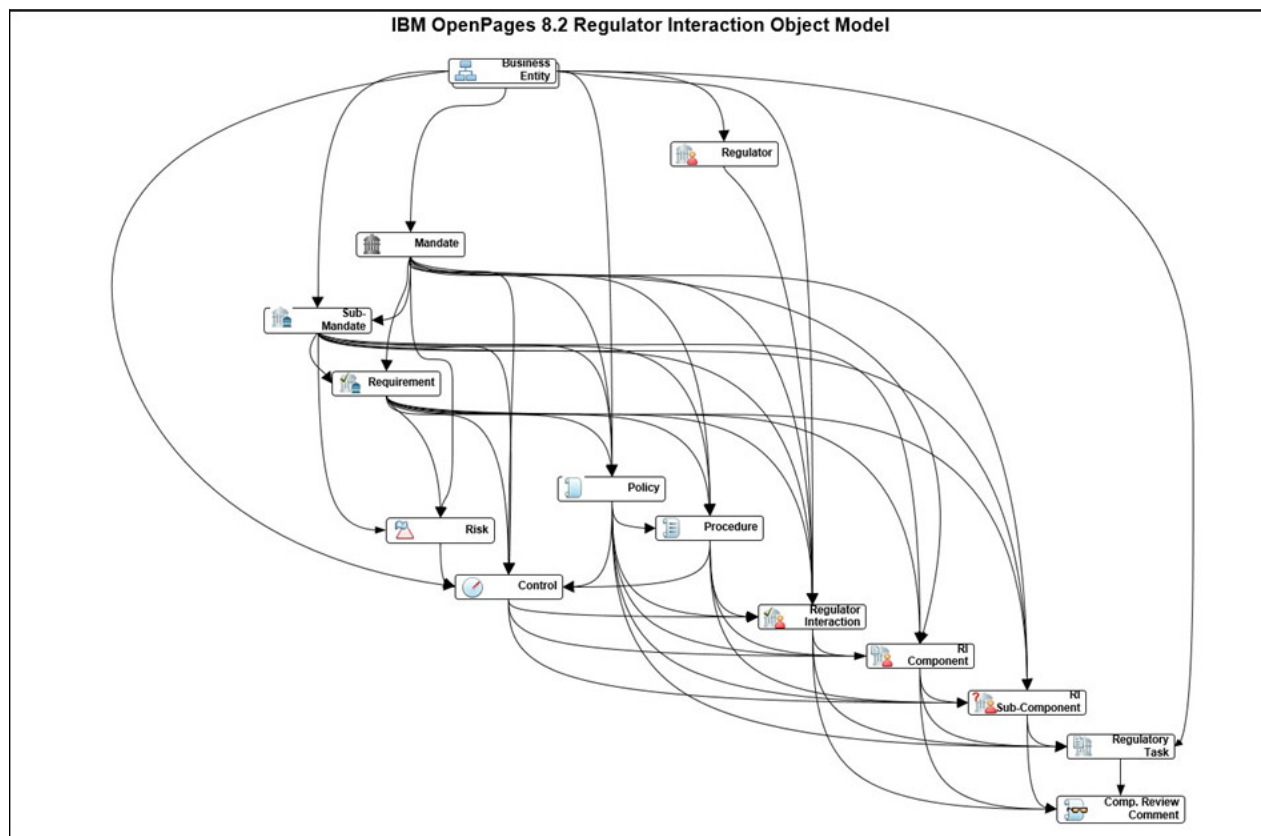 IBM OpenPages 8.2 Regulator Interaction Object Model
Business
Entity
Regulator
Mandate
Sub-
Mandate
Requirement
Policy
Risk
Procedure
Control
Regulator
Interaction
RI
Component
RI
Sub-Component
Regulatory
Task
Comp. Review
Comment